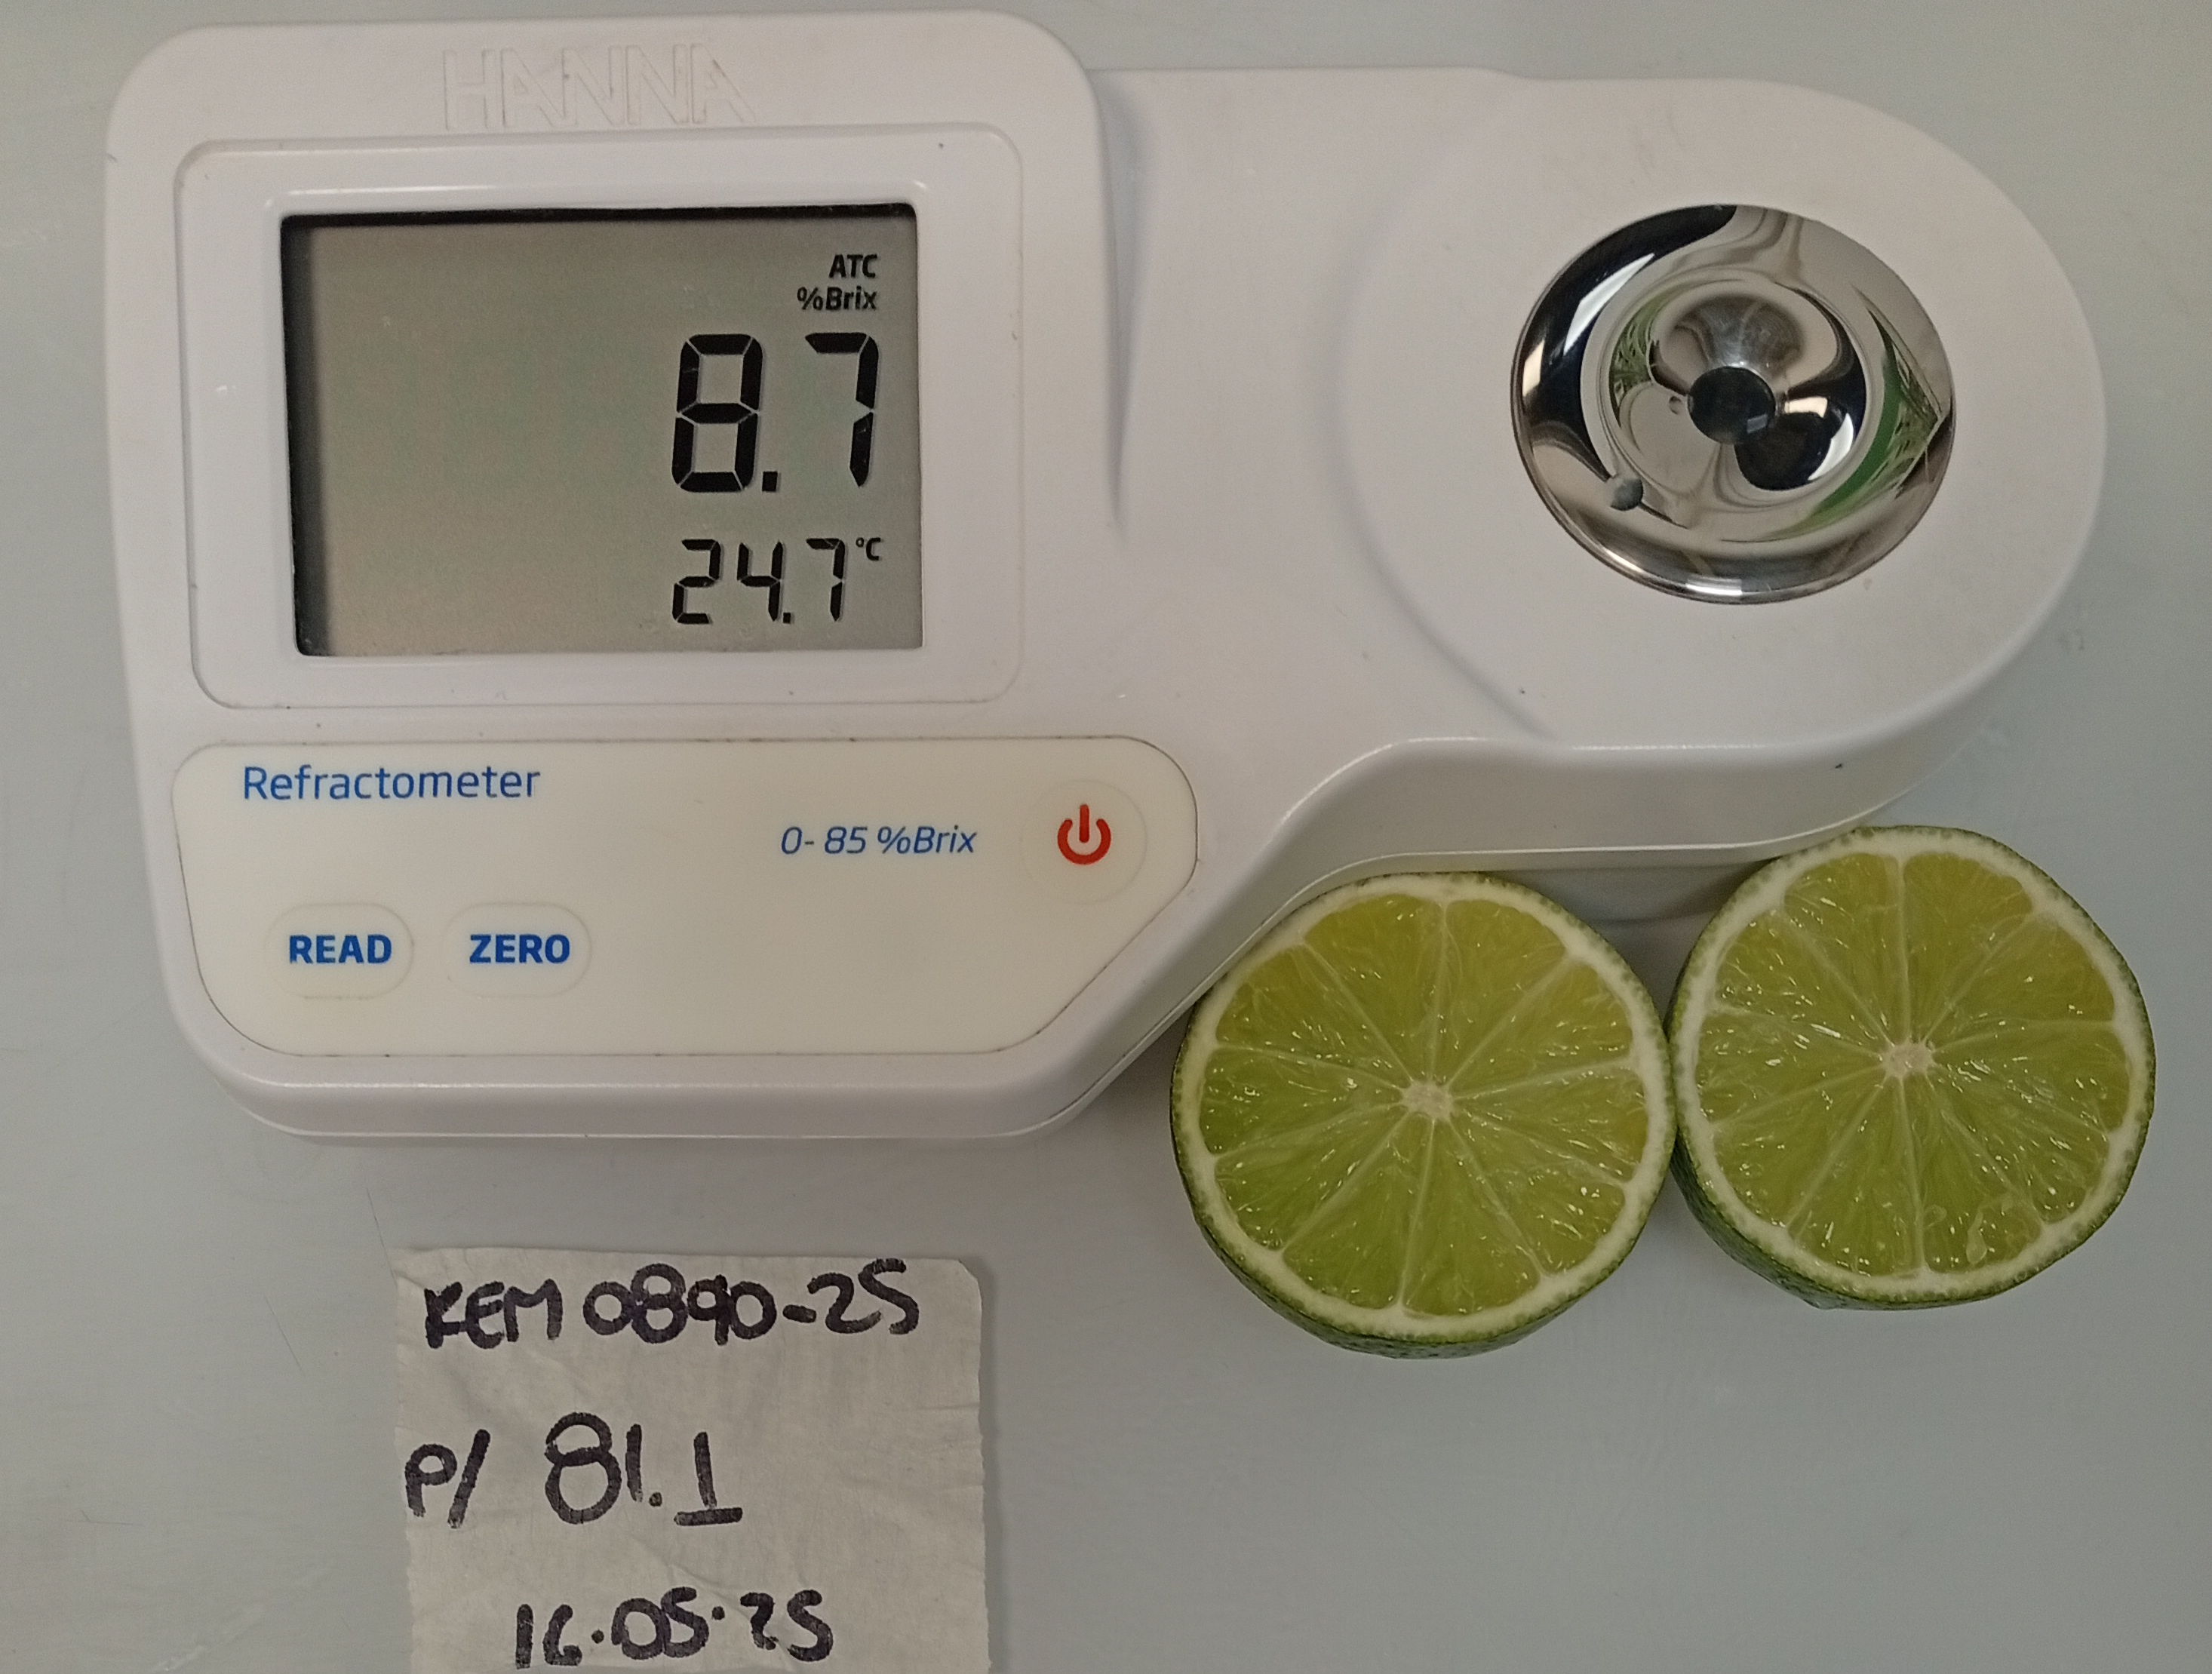 HANNA
ATC
%Brix
8.7
24.7 °C
Refractometer
0-85 %Brix
READ
ZERO
KEM 0890-25
P/ 81.1
16.05.25